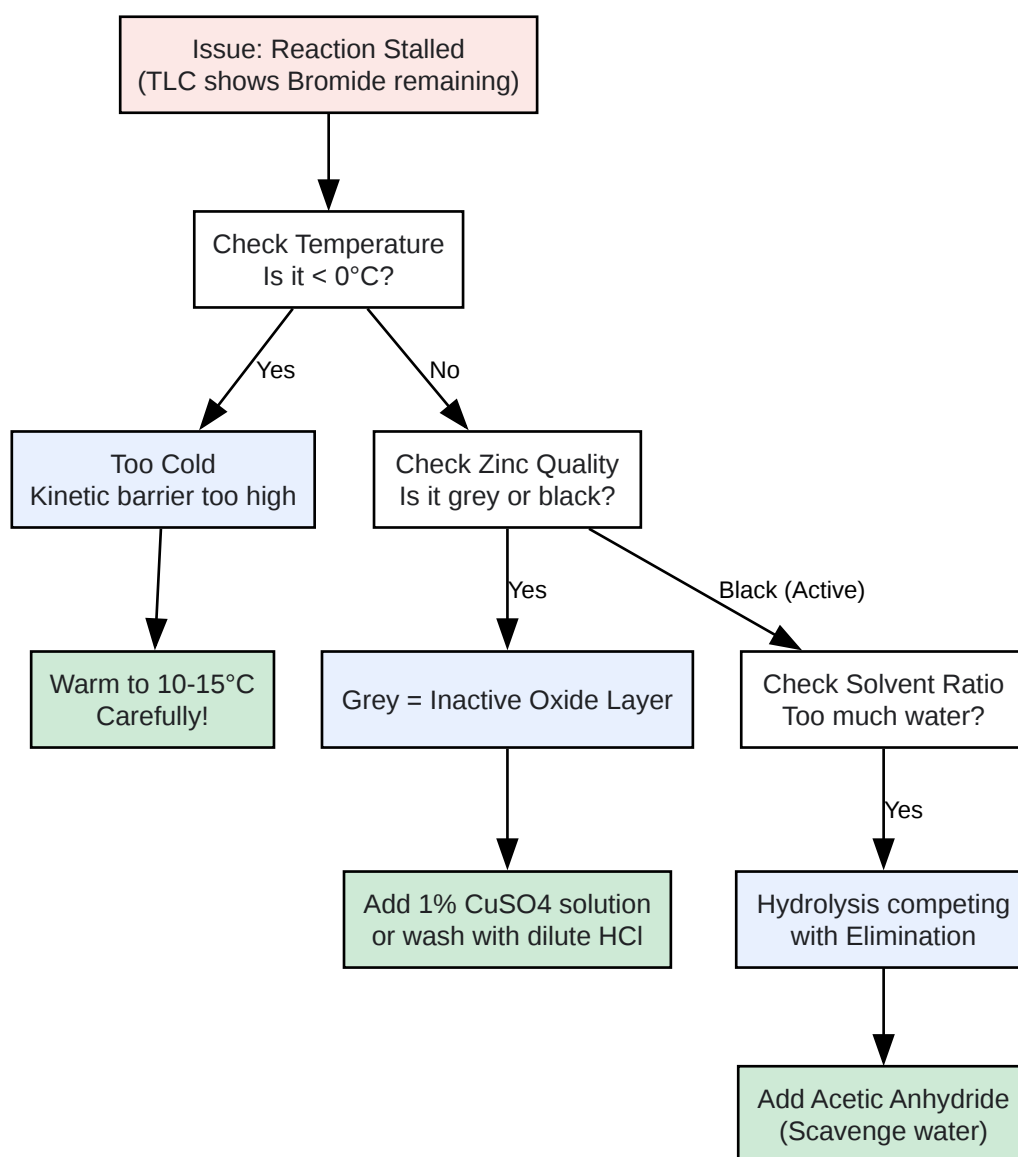 Issue: Reaction Stalled
(TLC shows Bromide remaining)
Check Temperature
Is it < 0°C?
Yes
No
Too Cold
Kinetic barrier too high
Check Zinc Quality
Is it grey or black?
Yes
Black (Active)
Warm to 10-15°C
Carefully!
Grey = Inactive Oxide Layer
Check Solvent Ratio
Too much water?
Yes
Add 1% CuSO4 solution
or wash with dilute HCl
Hydrolysis competing
with Elimination
Add Acetic Anhydride
(Scavenge water)